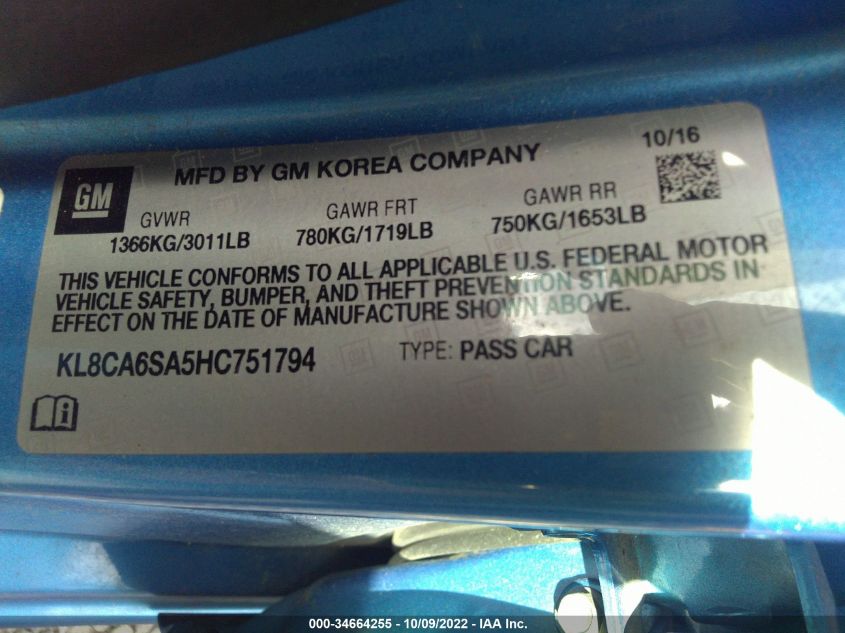 10/16
MFD BY GM KOREA COMPANY
GM
GVWR GAWR FRT GAWR RR
1366KG/3011LB 780KG/1719LB 750KG/1653LB
THIS VEHICLE CONFORMS TO ALL APPLICABLE U.S. FEDERAL MOTOR
VEHICLE SAFETY, BUMPER, AND THEFT PREVENTION STANDARDS IN
EFFECT ON THE DATE OF MANUFACTURE SHOWN ABOVE.
KL8CA6SA5HC751794 TYPE: PASS CAR
i
000-34664255 - 10/09/2022 - IAA Inc.